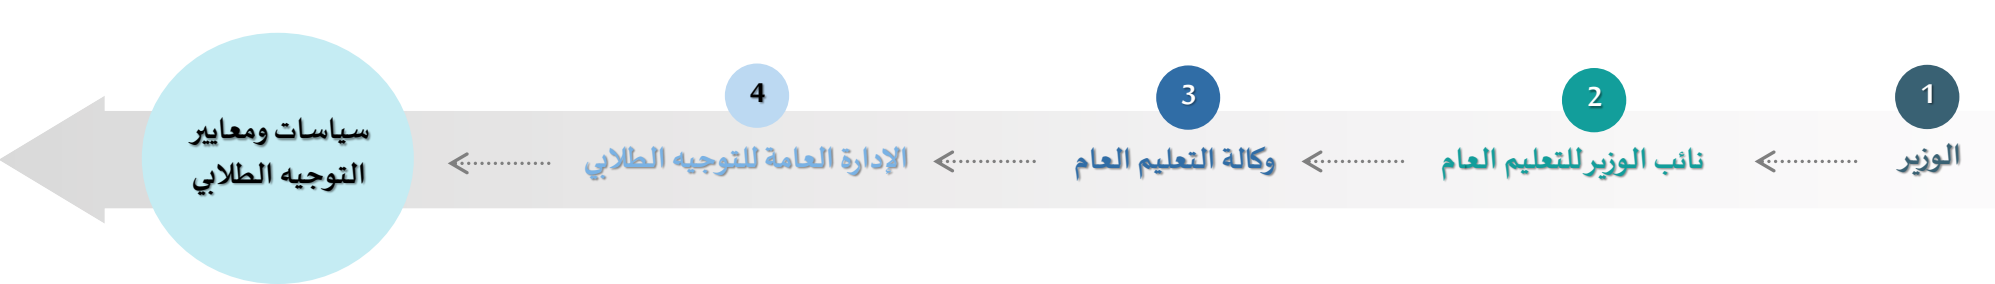 1
الوزير
2
نائب الوزير للتعليم العام
3
وكالة التعليم العام
4
الإدارة العامة للتوجيه الطلابي
سياسات ومعايير
التوجيه الطلابي